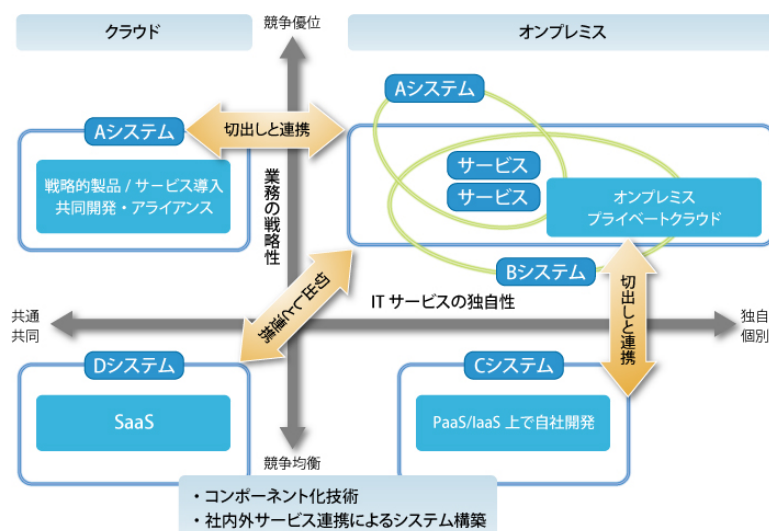 クラウド
競争優位
オンプレミス
Aシステム
切出しと連携
Aシステム
戦略的製品 / サービス導入
共同開発・アライアンス
業務の戦略性
サービス
サービス
オンプレミス
プライベートクラウド
Bシステム
切出しと連携
切出しと連携
共通
共同
IT サービスの独自性
独自
個別
Dシステム
Cシステム
SaaS
PaaS/IaaS 上で自社開発
競争均衡
・コンポーネント化技術
・社内外サービス連携によるシステム構築